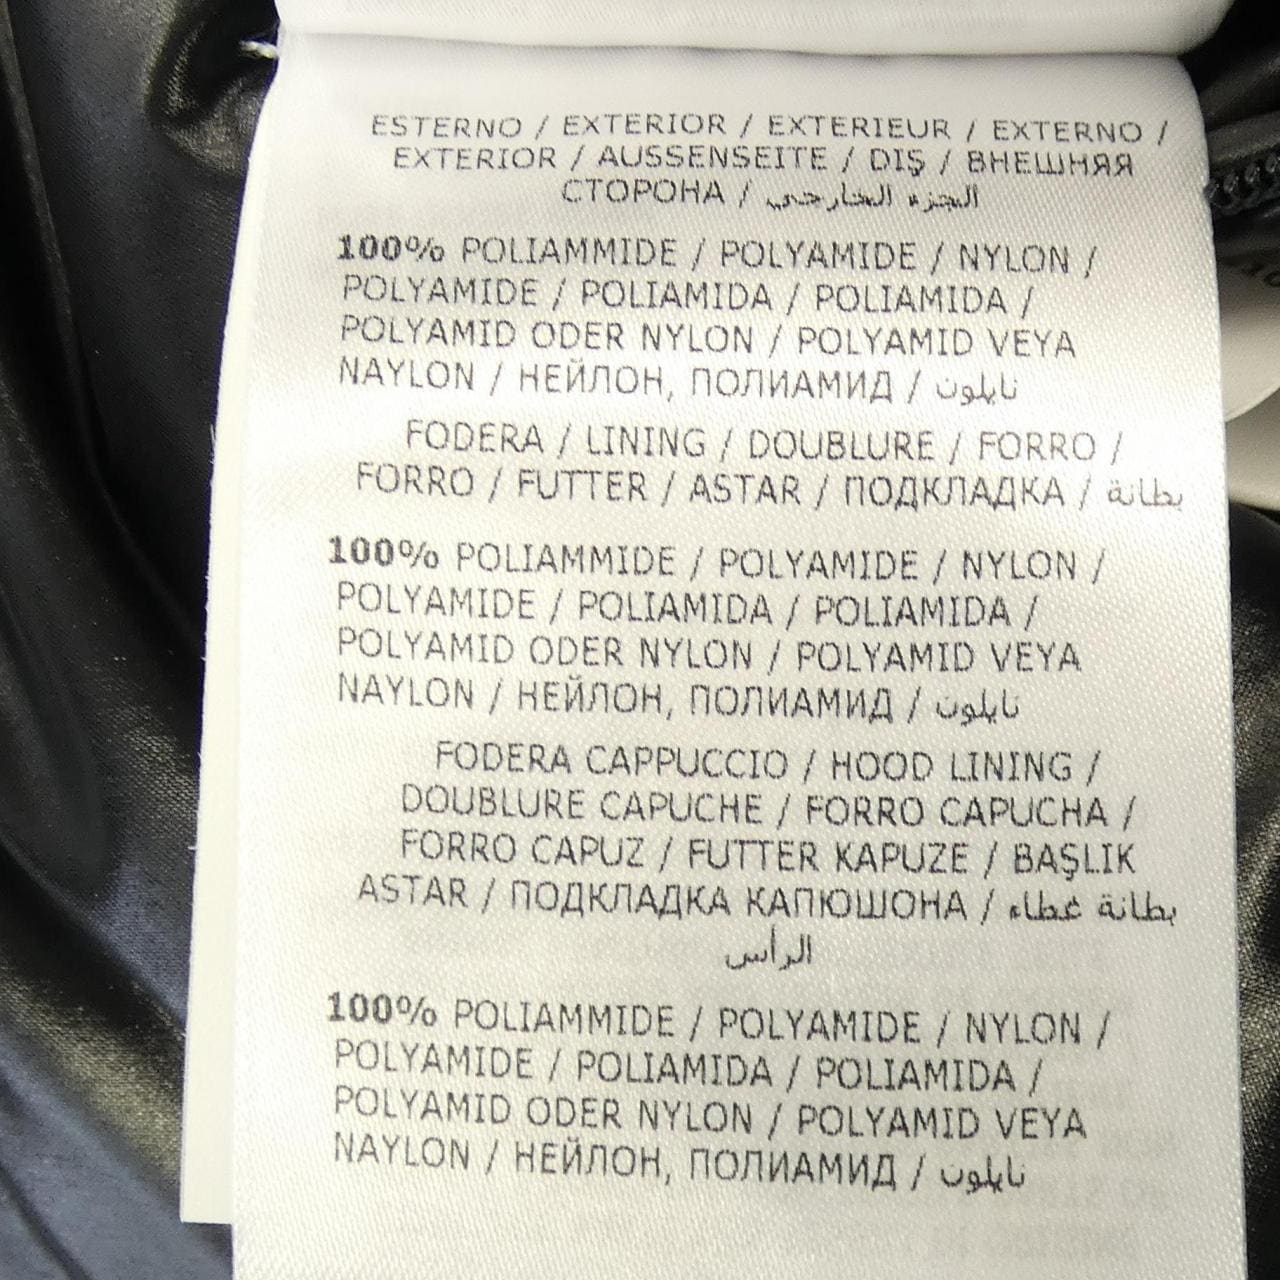 ESTERNO / EXTERIOR / EXTERIEUR / EXTERNO /
EXTERIOR / AUSSENSEITE / DIŞ / ВНЕШНЯЯ
СТОРОНА / الجزء الخارجي
100% POLIAMMIDE / POLYAMIDE / NYLON /
POLYAMIDE / POLIAMIDA / POLIAMIDA /
POLYAMID ODER NYLON / POLYAMID VEYA
NAYLON / НЕЙЛОН, ПОЛИАМИД / نايلون
FODERA / LINING / DOUBLURE / FORRO /
FORRO / FUTTER / ASTAR / ПОДКЛАДКА / بطانة
100% POLIAMMIDE / POLYAMIDE / NYLON /
POLYAMIDE / POLIAMIDA / POLIAMIDA /
POLYAMID ODER NYLON / POLYAMID VEYA
NAYLON / НЕЙЛОН, ПОЛИАМИД / نايلون
FODERA CAPPUCCIO / HOOD LINING /
DOUBLURE CAPUCHE / FORRO CAPUCHA /
FORRO CAPUZ / FUTTER KAPUZE / BAŞLIK
ASTAR / ПОДКЛАДКА КАПЮШОНА / بطانة غطاء
الرأس
100% POLIAMMIDE / POLYAMIDE / NYLON /
POLYAMIDE / POLIAMIDA / POLIAMIDA /
POLYAMID ODER NYLON / POLYAMID VEYA
NAYLON / НЕЙЛОН, ПОЛИАМИД / نايلون